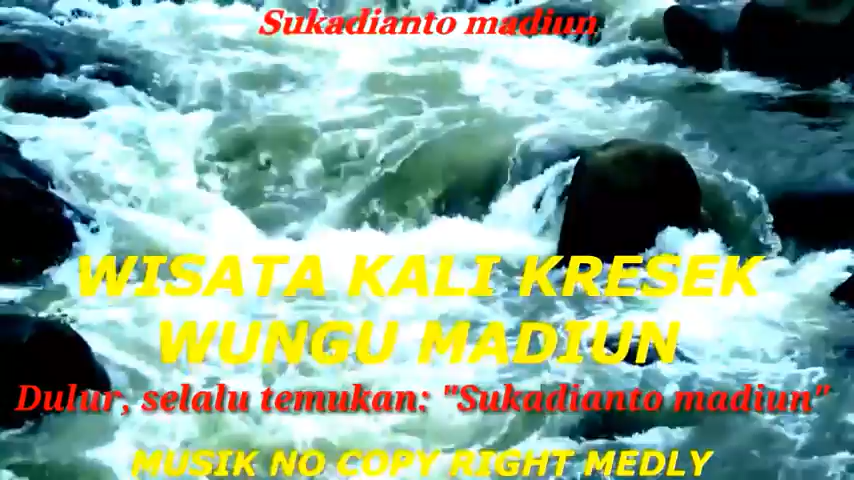 Sukadianto madiun
WISATA KALI KRESEK
WUNGU MADIUN
Dulur, selalu temukan: "Sukadianto madiun"
MUSIK NO COPY RIGHT MEDLY